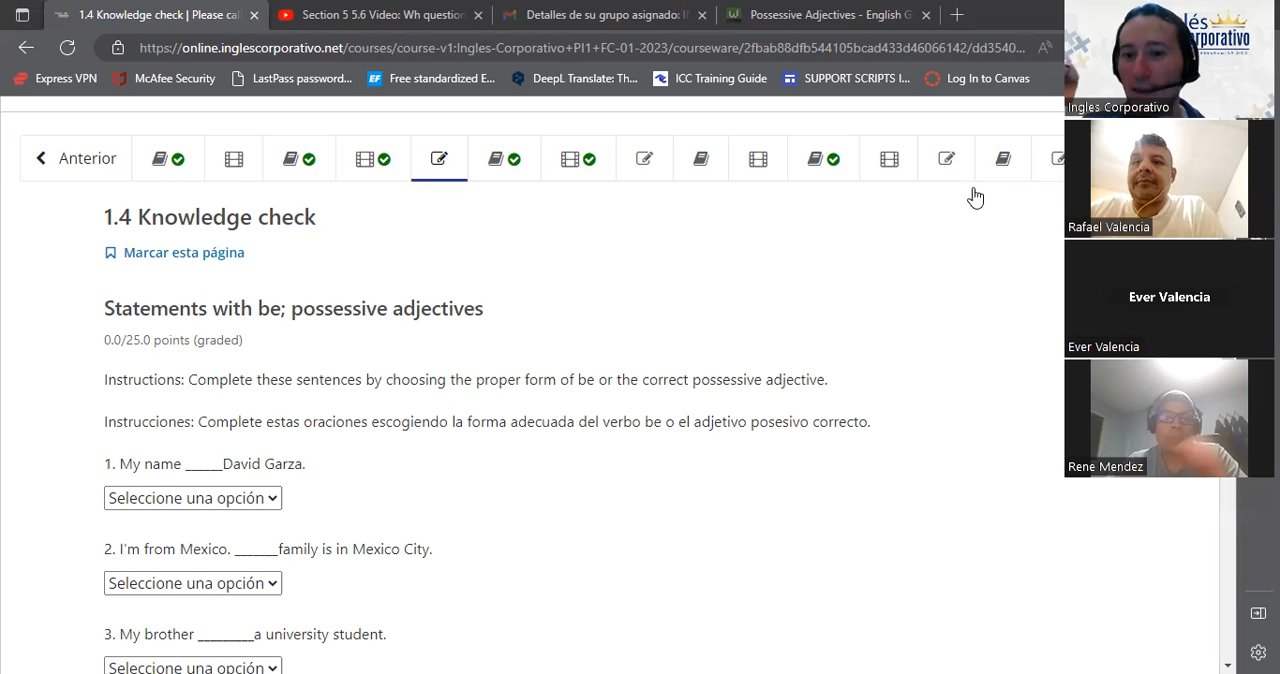 1.4 Knowledge check | Please cal
Section 5 5.6 Video: Wh question
Detalles de su grupo asignado: I
Possessive Adjectives - English G
https://online.inglescorporativo.net/courses/course-v1:Ingles-Corporativo+PI1+FC-01-2023/courseware/2fbab88dfb544105bcad433d46066142/dd3540...
Express VPN
McAfee Security
LastPass password...
Free standardized E...
DeepL Translate: Th...
ICC Training Guide
SUPPORT SCRIPTS I...
Log In to Canvas
Anterior
1.4 Knowledge check
Marcar esta página
Statements with be; possessive adjectives
0.0/25.0 points (graded)
Instructions: Complete these sentences by choosing the proper form of be or the correct possessive adjective.
Instrucciones: Complete estas oraciones escogiendo la forma adecuada del verbo be o el adjetivo posesivo correcto.
1. My name ______David Garza.
Seleccione una opción
2. I'm from Mexico. _______family is in Mexico City.
Seleccione una opción
3. My brother _________a university student.
Seleccione una opción
Ingles Corporativo
Rafael Valencia
Ever Valencia
Ever Valencia
Rene Mendez